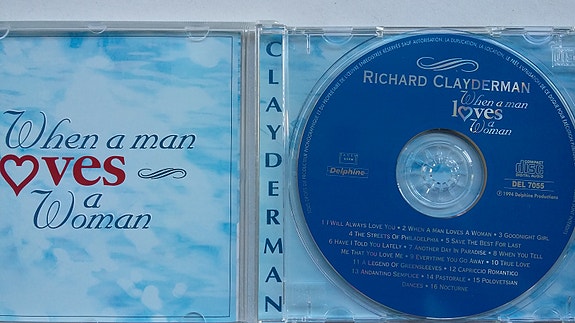 When a man
loves
a
Woman
CLAYDERMAN
RICHARD CLAYDERMAN
When a man
loves
a
Woman
Delphine
COMPACT
disc
DIGITAL AUDIO
DEL 7055
℗ 1994 Delphine Productions
1 I WILL ALWAYS LOVE YOU • 2 WHEN A MAN LOVES A WOMAN • 3 GOODNIGHT GIRL
4 THE STREETS OF PHILADELPHIA • 5 SAVE THE BEST FOR LAST
6 HAVE I TOLD YOU LATELY • 7 ANOTHER DAY IN PARADISE • 8 WHEN YOU TELL
ME THAT YOU LOVE ME • 9 EVERYTIME YOU GO AWAY • 10 TRUE LOVE
11 A LEGEND OF GREENSLEEVES • 12 CAPRICCIO ROMANTICO
13 ANDANTINO SEMPLICE • 14 PASTORALE • 15 POLOVETSIAN
DANCES • 16 NOCTURNE